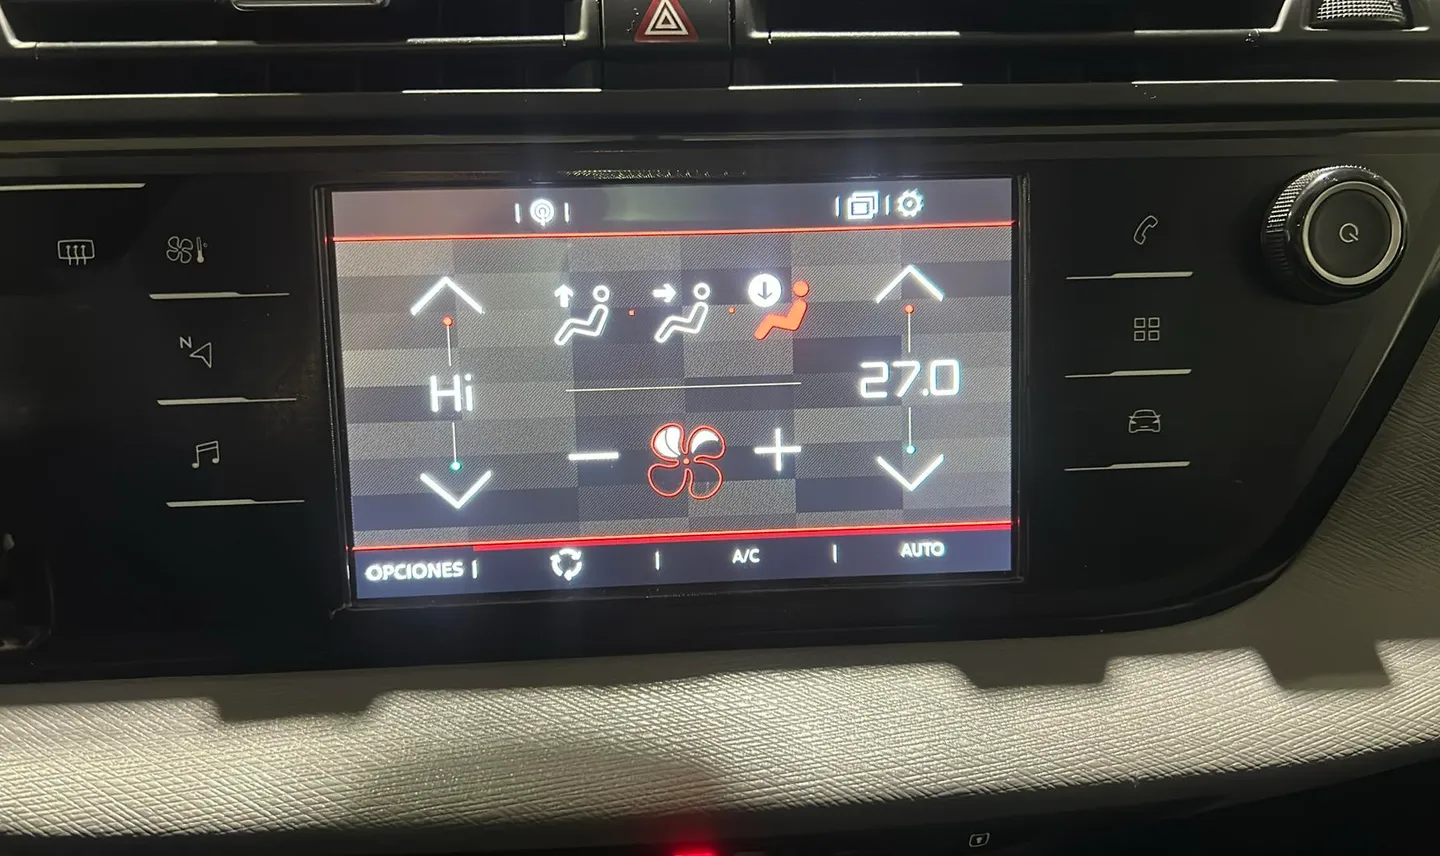 N
Hi
27.0
OPCIONES
A/C
AUTO